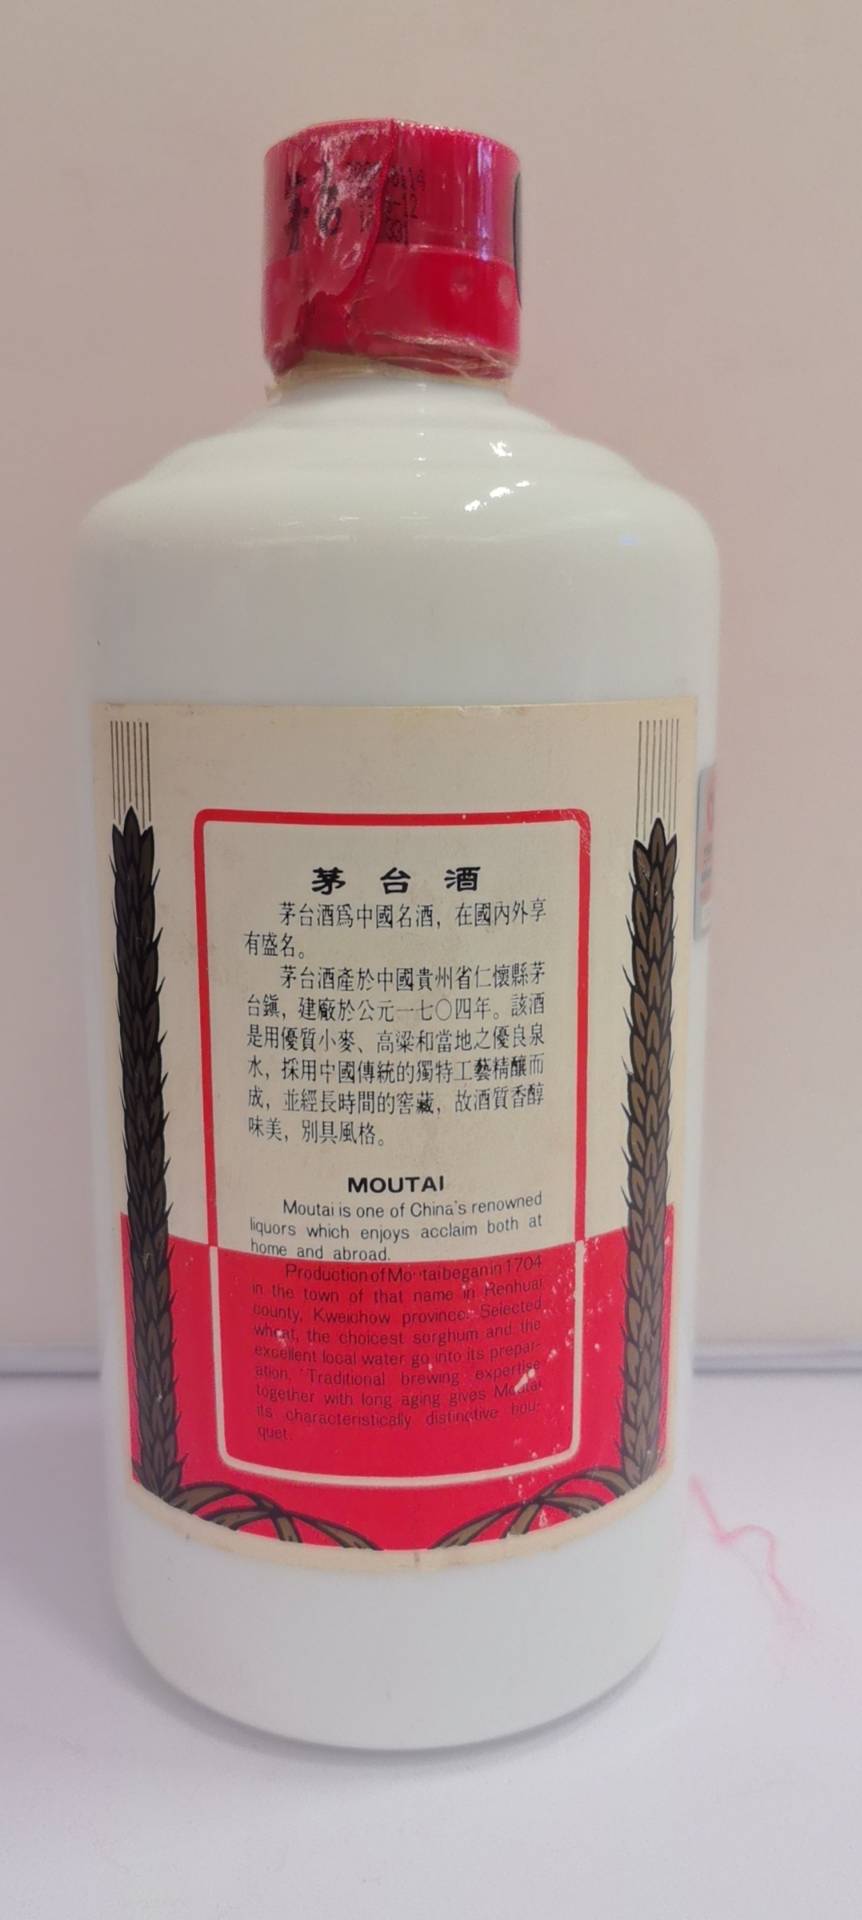 茅台
茅台酒
茅台酒爲中國名酒，在國內外享
有盛名。
茅台酒產於中國貴州省仁懷縣茅
台鎭，建廠於公元一七〇四年。該酒
是用優質小麥、高粱和當地之優良泉
水，採用中國傳統的獨特工藝精釀而
成，並經長時間的窖藏，故酒質香醇
味美，別具風格。
MOUTAI
Moutai is one of China's renowned
liquors which enjoys acclaim both at
home and abroad.
Production of Moutai began in 1704
in the town of that name in Renhuai
county, Kweichow province. Selected
wheat, the choicest sorghum and the
excellent local water go into its prepar-
ation. Traditional brewing expertise
together with long aging gives Moutai
its characteristically distinctive bou-
quet.